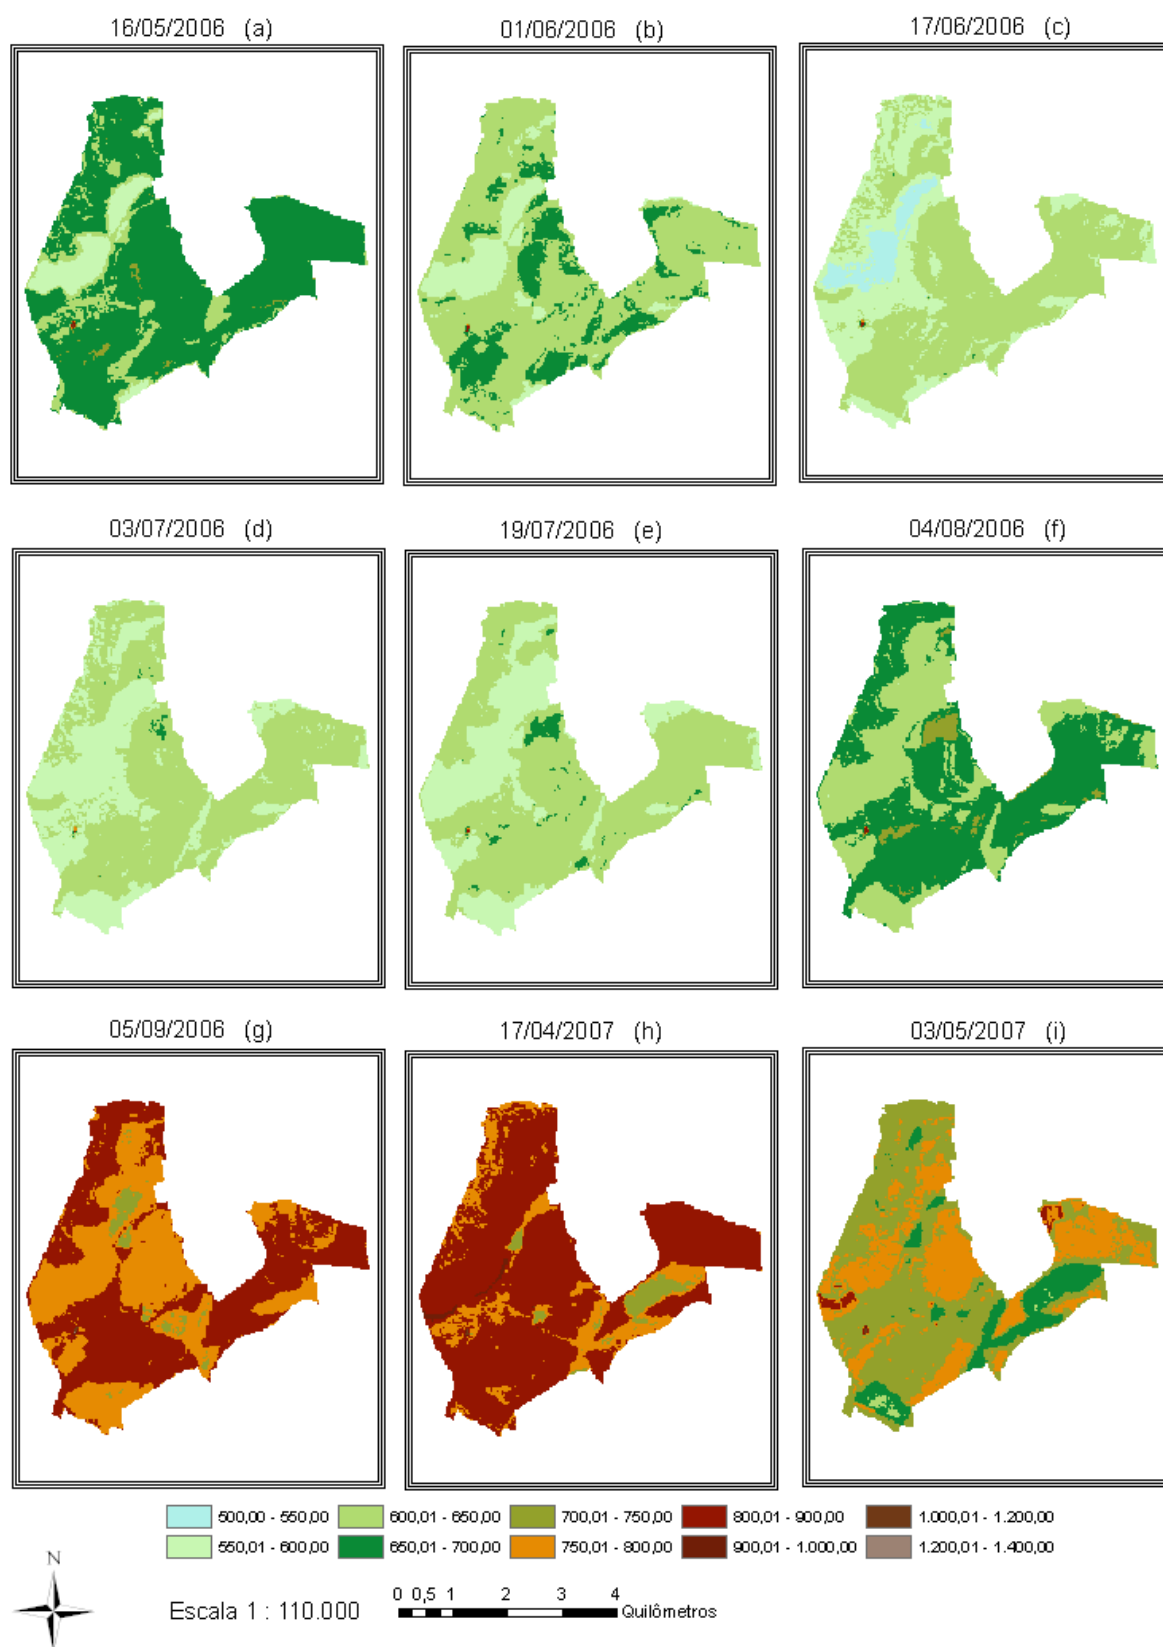 16/05/2006 (a)
01/06/2006 (b)
17/06/2006 (c)
03/07/2006 (d)
19/07/2006 (e)
04/08/2006 (f)
05/09/2006 (g)
17/04/2007 (h)
03/05/2007 (i)
500,00 - 550,00
600,01 - 650,00
700,01 - 750,00
800,01 - 900,00
1.000,01 - 1.200,00
550,01 - 600,00
650,01 - 700,00
750,01 - 800,00
900,01 - 1.000,00
1.200,01 - 1.400,00
N
Escala 1 : 110.000
0 0,5 1 2 3 4
Quilômetros